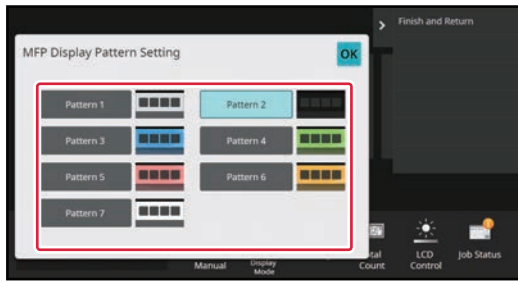 Finish and Return
MFP Display Pattern Setting
OK
Pattern 1
Pattern 2
Pattern 3
Pattern 4
Pattern 5
Pattern 6
Pattern 7
Manual
Display
Mode
Count
LCD
Control
Job Status